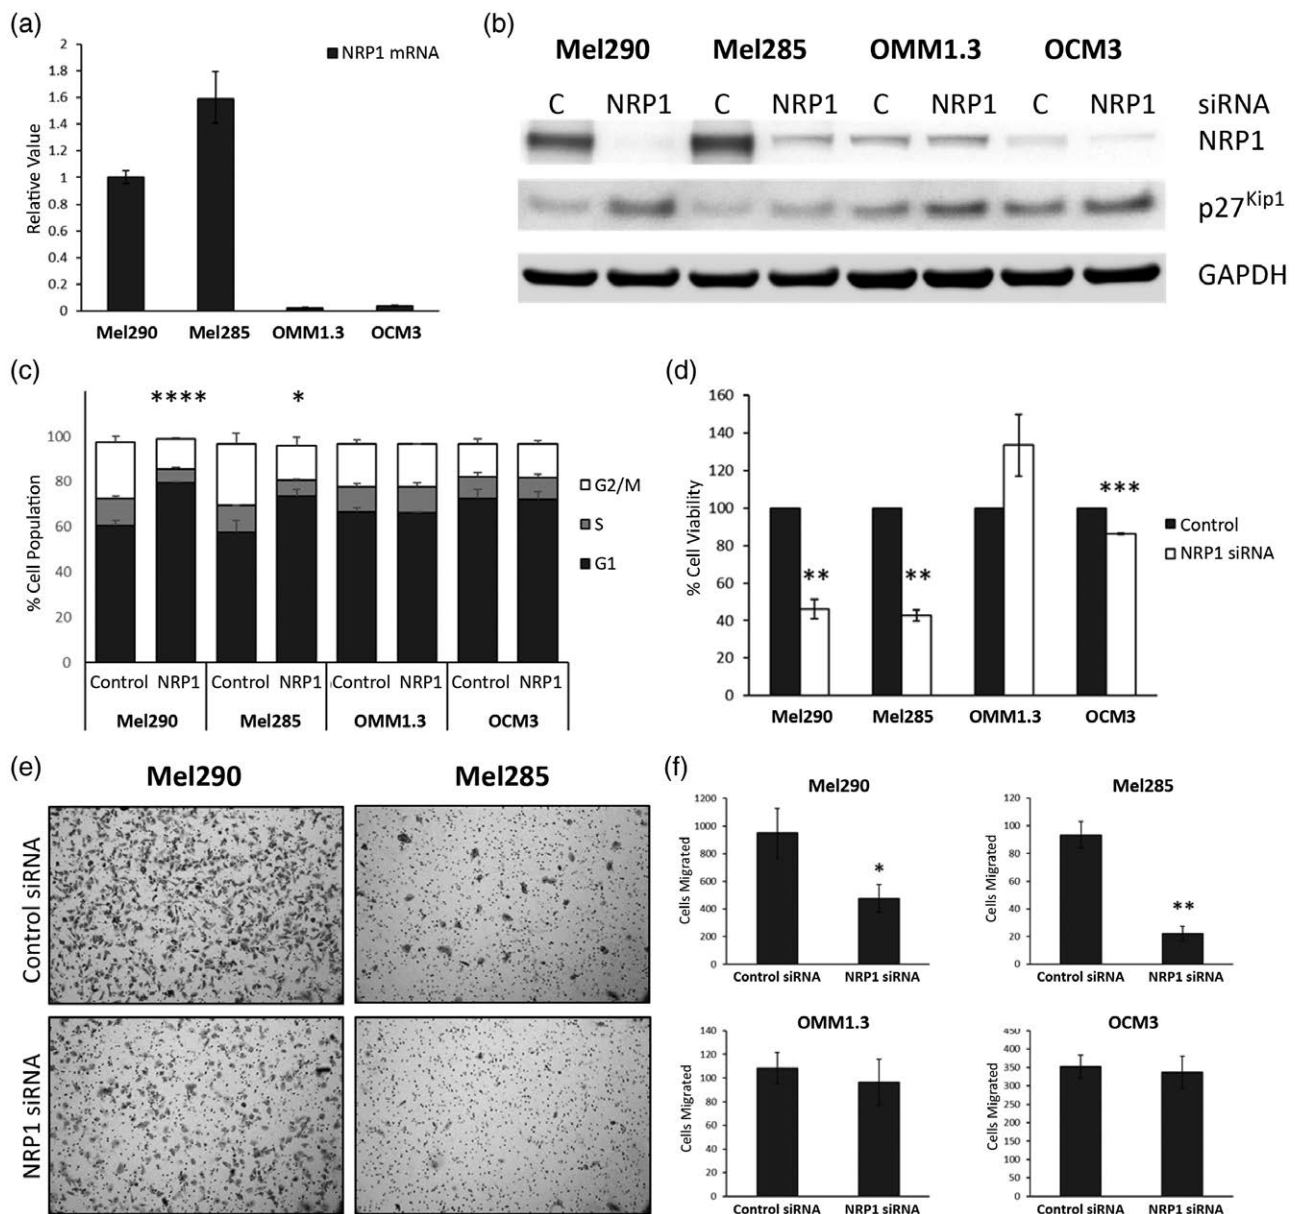 (a)
2
1.8
1.6
1.4
1.2
1
0.8
0.6
0.4
0.2
0
Relative Value
NRP1 mRNA
Mel290 Mel285 OMM1.3 OCM3
(b)
Mel290 Mel285 OMM1.3 OCM3
C NRP1 C NRP1 C NRP1 C NRP1 siRNA
NRP1
p27Kip1
GAPDH
(c)
**** *
100
80
60
40
20
0
% Cell Population
G2/M
S
G1
Control NRP1 Control NRP1 Control NRP1 Control NRP1
Mel290 Mel285 OMM1.3 OCM3
(d)
160
140
120
100
80
60
40
20
0
% Cell Viability
** ** ***
Control
NRP1 siRNA
Mel290 Mel285 OMM1.3 OCM3
(e)
Mel290 Mel285
Control siRNA
NRP1 siRNA
(f)
Mel290
1200
1000
800
600
400
200
0
Cells Migrated
*
Control siRNA NRP1 siRNA
Mel285
120
100
80
60
40
20
0
Cells Migrated
**
Control siRNA NRP1 siRNA
OMM1.3
140
120
100
80
60
40
20
0
Cells Migrated
Control siRNA NRP1 siRNA
OCM3
450
400
350
300
250
200
150
100
50
0
Cells Migrated
Control siRNA NRP1 siRNA